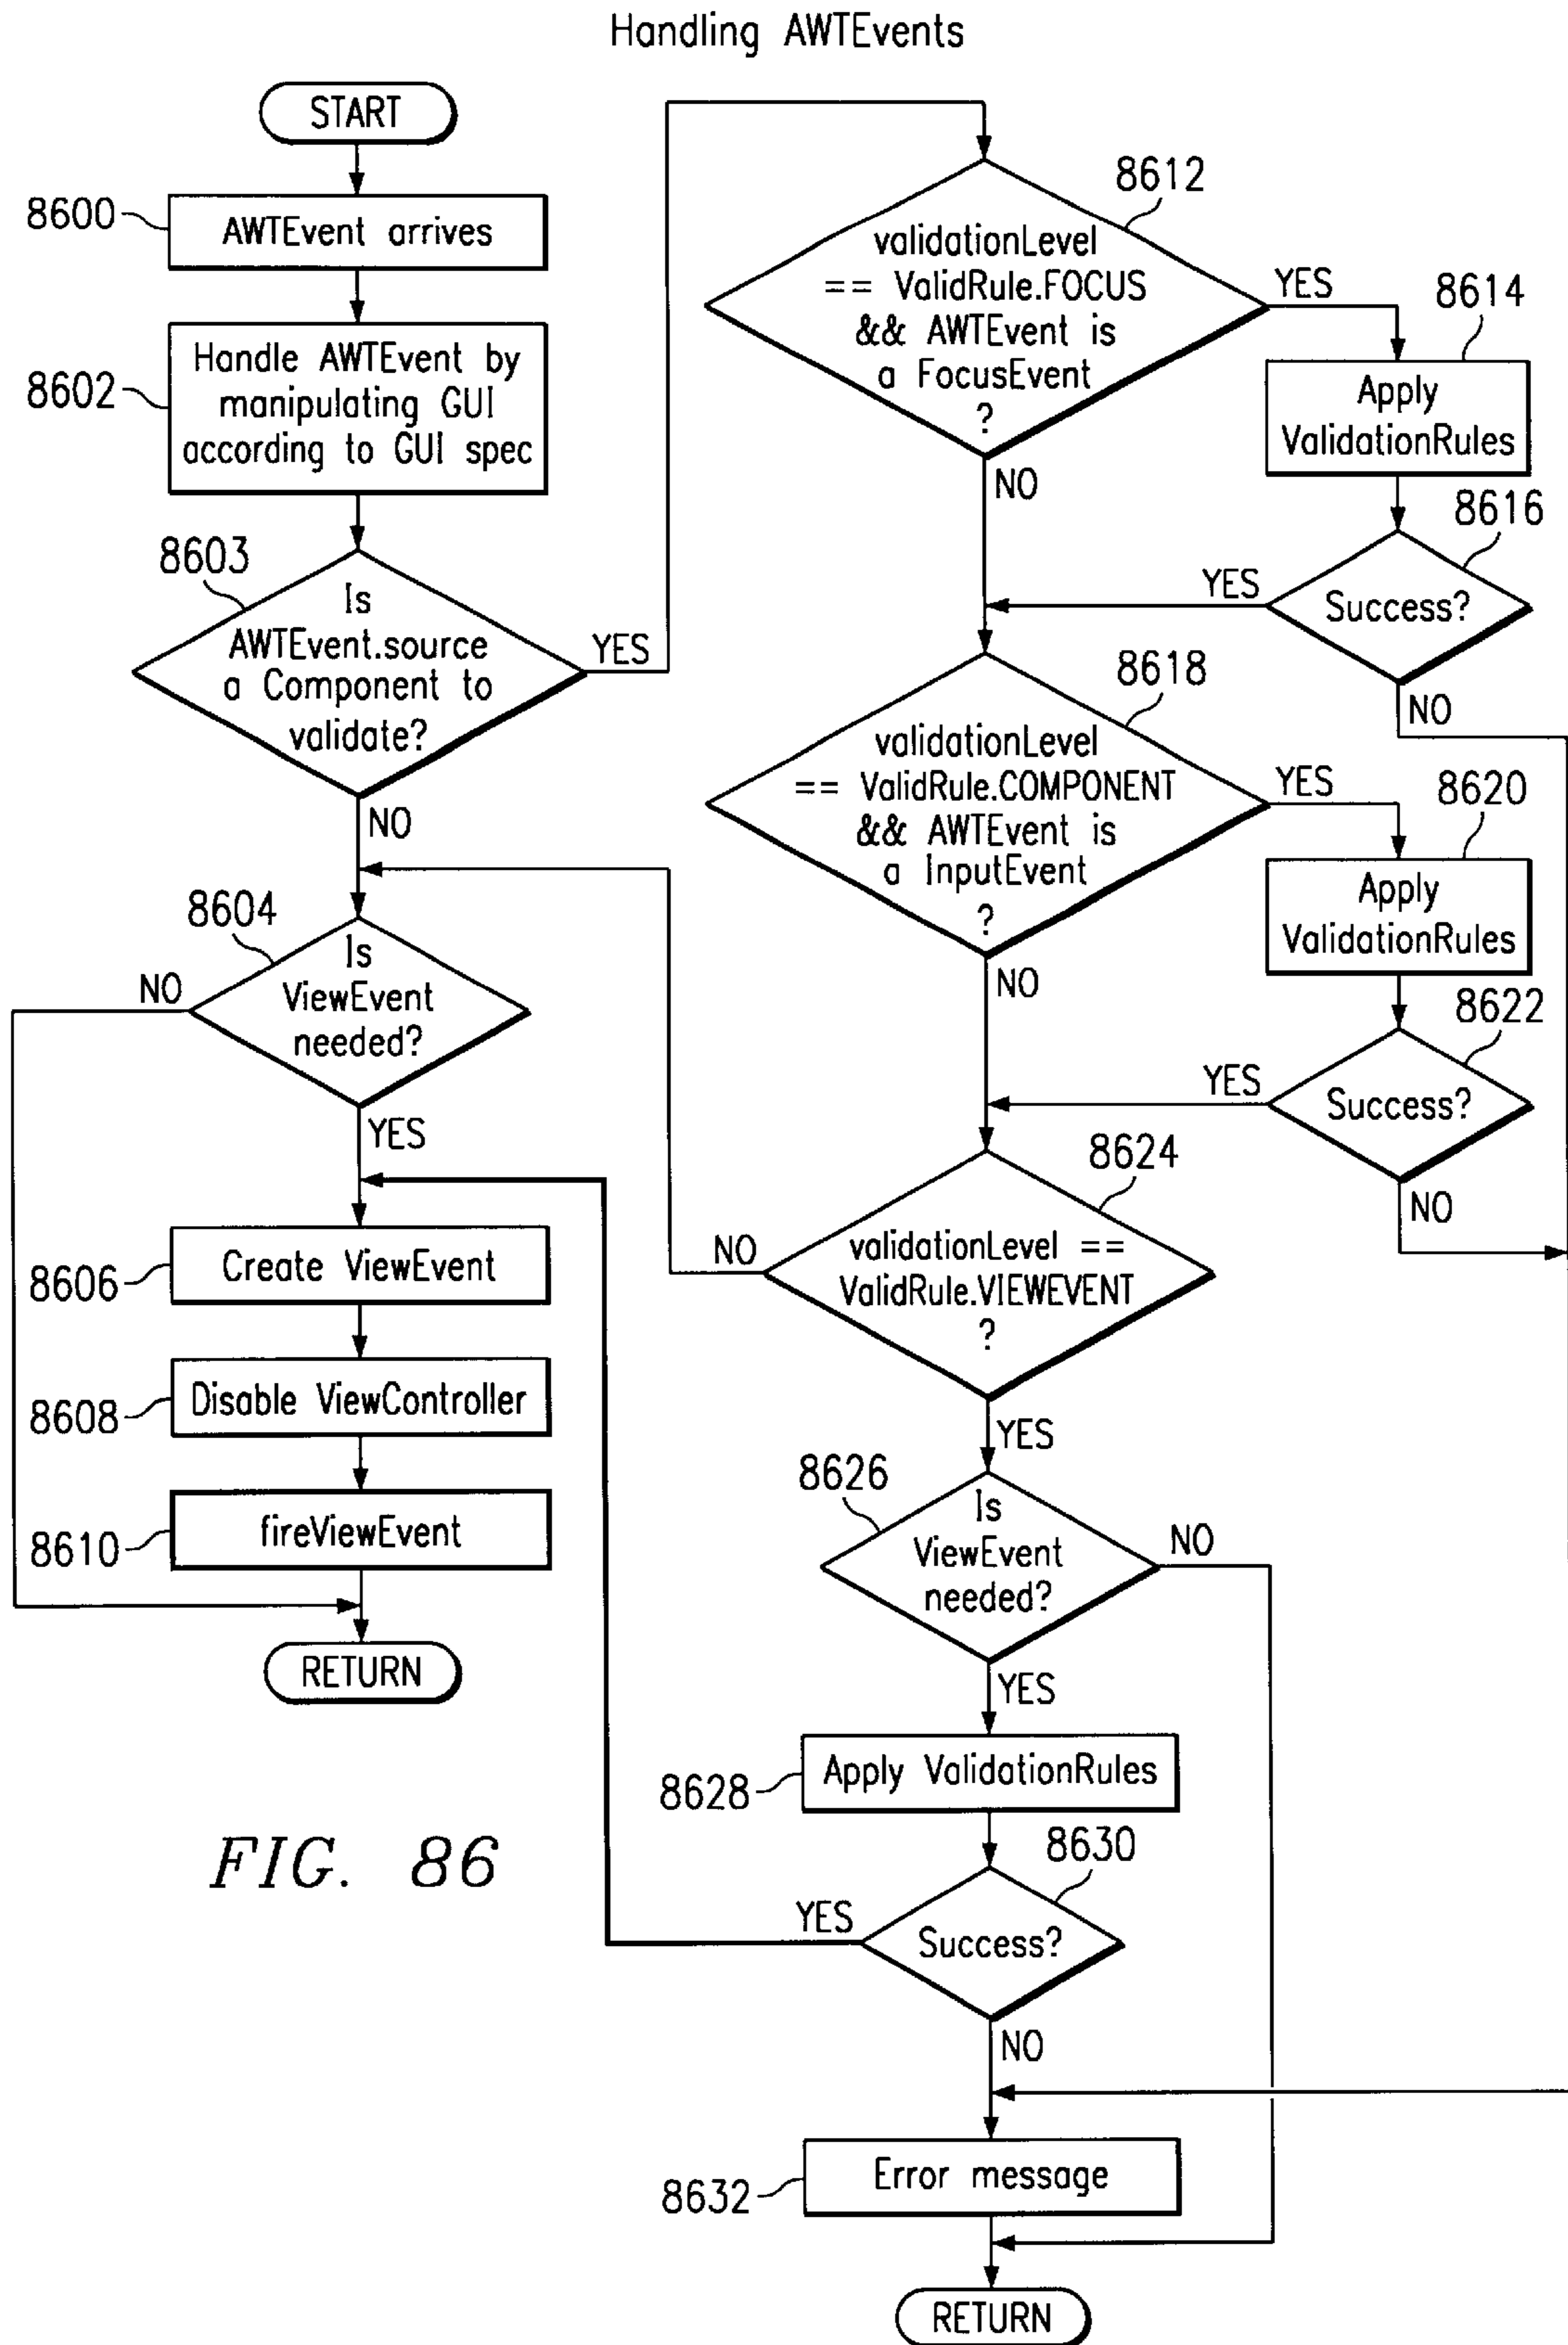 Handling AWTEvents
START
8600
AWTEvent arrives
8602
Handle AWTEvent by
manipulating GUI
according to GUI spec
8603
Is
AWTEvent.source
a Component to
validate?
YES
NO
8604
Is
ViewEvent
needed?
NO
YES
8606
Create ViewEvent
8608
Disable ViewController
8610
fireViewEvent
RETURN
8612
validationLevel
== ValidRule.FOCUS
&& AWTEvent is
a FocusEvent
?
YES
NO
8614
Apply
ValidationRules
8616
Success?
YES
NO
8618
validationLevel
== ValidRule.COMPONENT
&& AWTEvent is
a InputEvent
?
YES
NO
8620
Apply
ValidationRules
8622
Success?
YES
NO
8624
validationLevel ==
ValidRule.VIEWEVENT
?
NO
YES
8626
Is
ViewEvent
needed?
NO
YES
8628
Apply ValidationRules
8630
Success?
YES
NO
8632
Error message
RETURN
FIG. 86